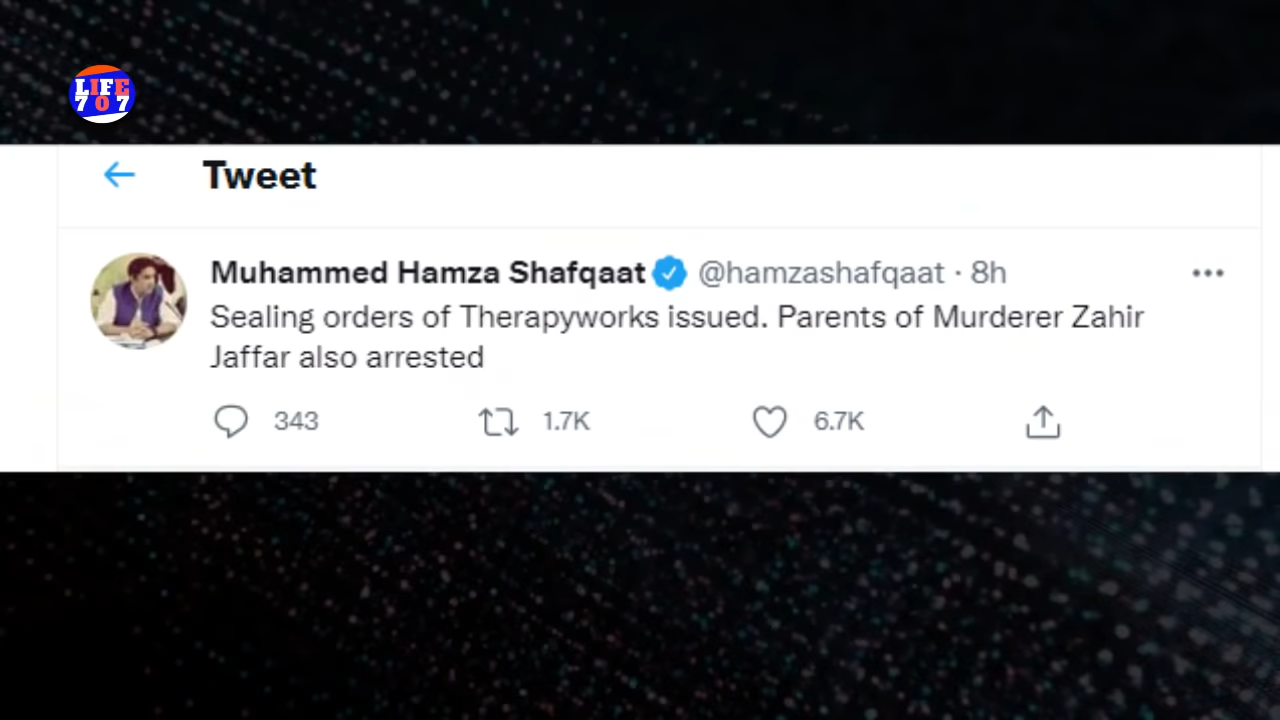 LIFE
707
Tweet
Muhammed Hamza Shafqaat @hamzashafqaat · 8h
Sealing orders of Therapyworks issued. Parents of Murderer Zahir
Jaffar also arrested
343 1.7K 6.7K